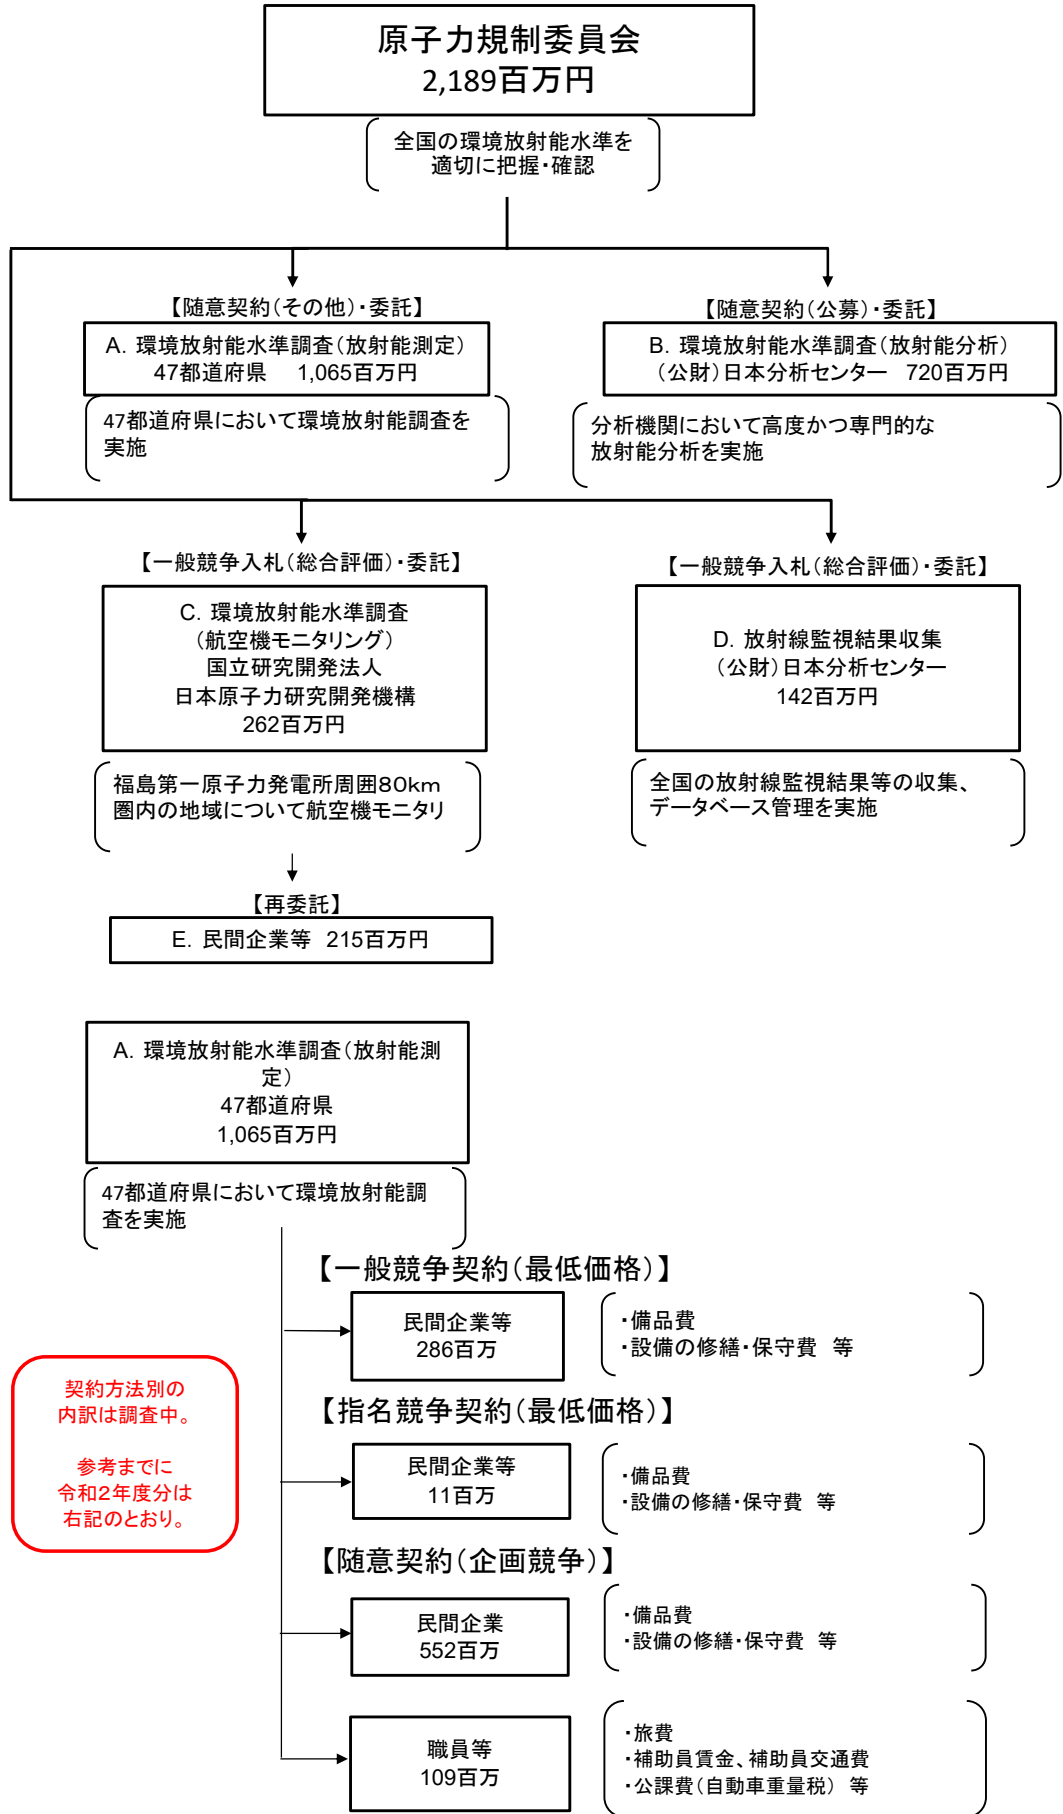 原子力規制委員会
2,189百万円
全国の環境放射能水準を
適切に把握・確認
【随意契約(その他)・委託】
A. 環境放射能水準調査(放射能測定)
47都道府県　1,065百万円
47都道府県において環境放射能調査を
実施
【随意契約(公募)・委託】
B. 環境放射能水準調査(放射能分析)
(公財)日本分析センター 720百万円
分析機関において高度かつ専門的な
放射能分析を実施
【一般競争入札(総合評価)・委託】
C. 環境放射能水準調査
(航空機モニタリング)
国立研究開発法人
日本原子力研究開発機構
262百万円
福島第一原子力発電所周囲80km
圏内の地域について航空機モニタリ
【一般競争入札(総合評価)・委託】
D. 放射線監視結果収集
(公財)日本分析センター
142百万円
全国の放射線監視結果等の収集、
データベース管理を実施
【再委託】
E. 民間企業等 215百万円
A. 環境放射能水準調査(放射能測
定)
47都道府県
1,065百万円
47都道府県において環境放射能調
査を実施
【一般競争契約(最低価格)】
民間企業等
286百万
・備品費
・設備の修繕・保守費 等
契約方法別の
内訳は調査中。
参考までに
令和2年度分は
右記のとおり。
【指名競争契約(最低価格)】
民間企業等
11百万
・備品費
・設備の修繕・保守費 等
【随意契約(企画競争)】
民間企業
552百万
・備品費
・設備の修繕・保守費 等
職員等
109百万
・旅費
・補助員賃金、補助員交通費
・公課費(自動車重量税) 等